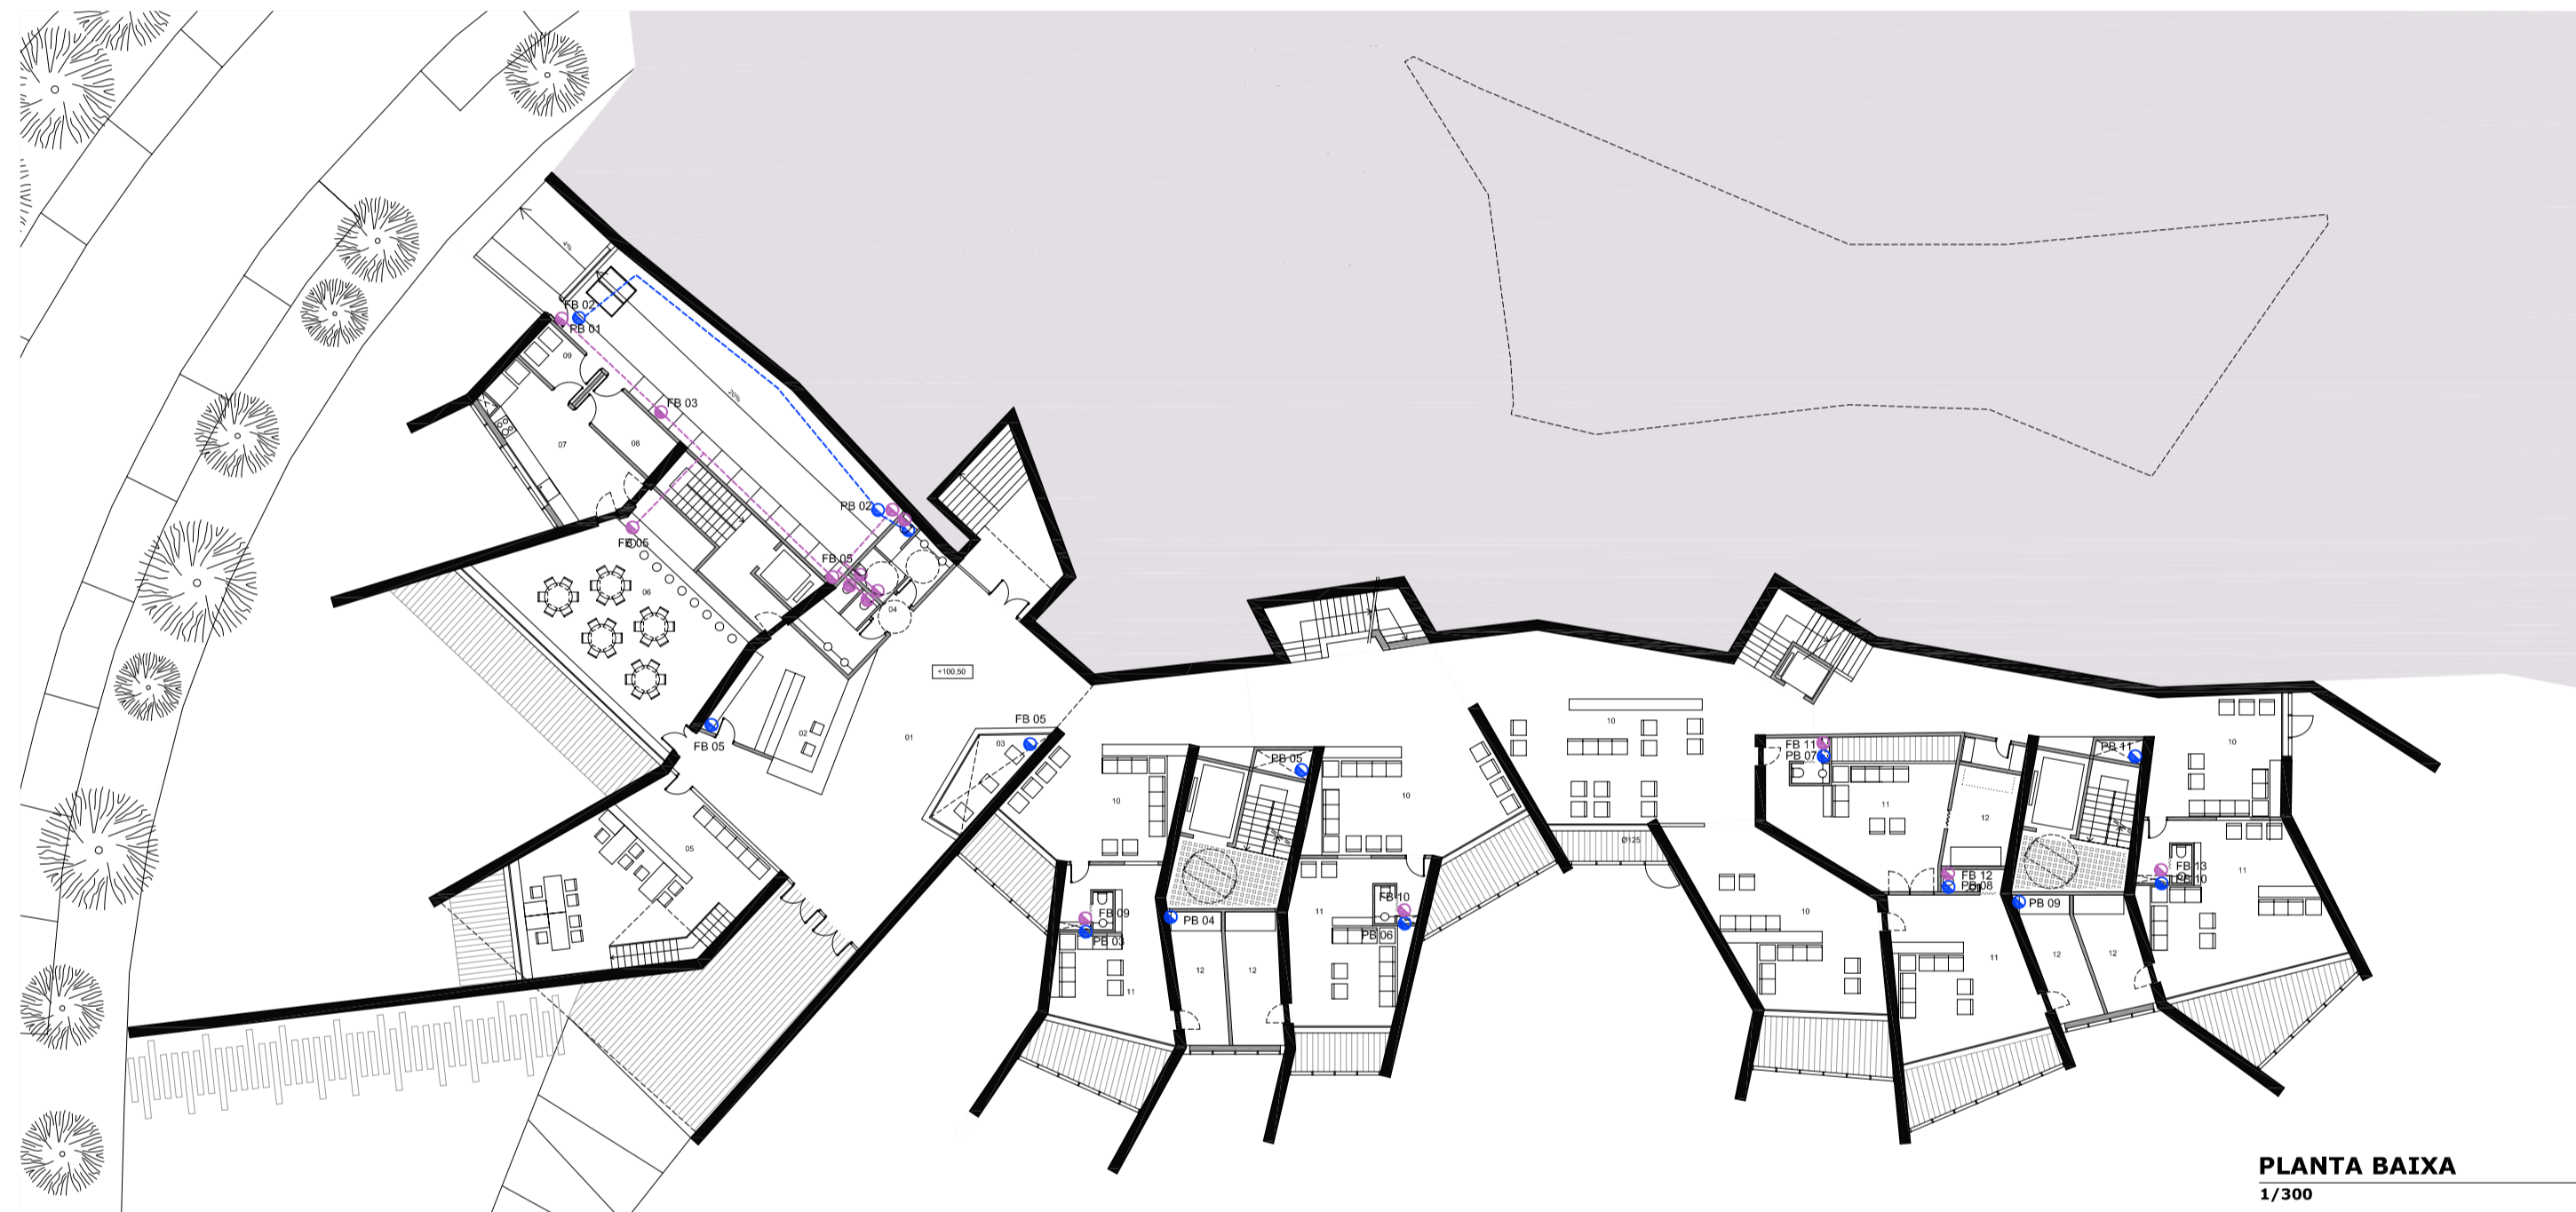 4%
FB 02
PB 01
09
20%
FB 03
07
08
PB 02
FB 05
FB 05
06
04
+100.50
FB 05
FB 05
02
01
03
05
10
PB 05
10
10
FB 11
PB 07
11
12
PB 11
10
Ø125
FB 09
PB 03
PB 04
11
FB 10
PB 06
12
12
11
10
FB 12
PB 08
PB 09
FB 13
PB 10
11
11
12
12
PLANTA BAIXA
1/300